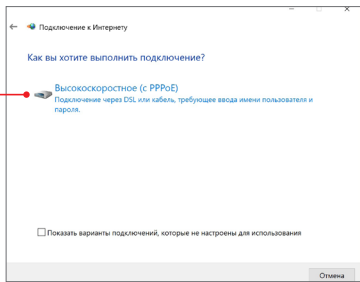 Подключение к Интернету
Как вы хотите выполнить подключение?
Высокоскоростное (с PPPoE)
Подключение через DSL или кабель, требующее ввода имени пользователя и
пароля.
Показать варианты подключений, которые не настроены для использования
Отмена